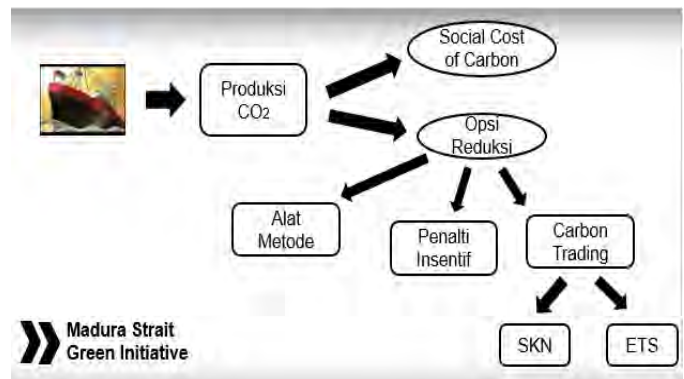 Social Cost
of Carbon
Produksi
CO2
Opsi
Reduksi
Alat
Metode
Penalti
Insentif
Carbon
Trading
SKN
ETS
Madura Strait
Green Initiative